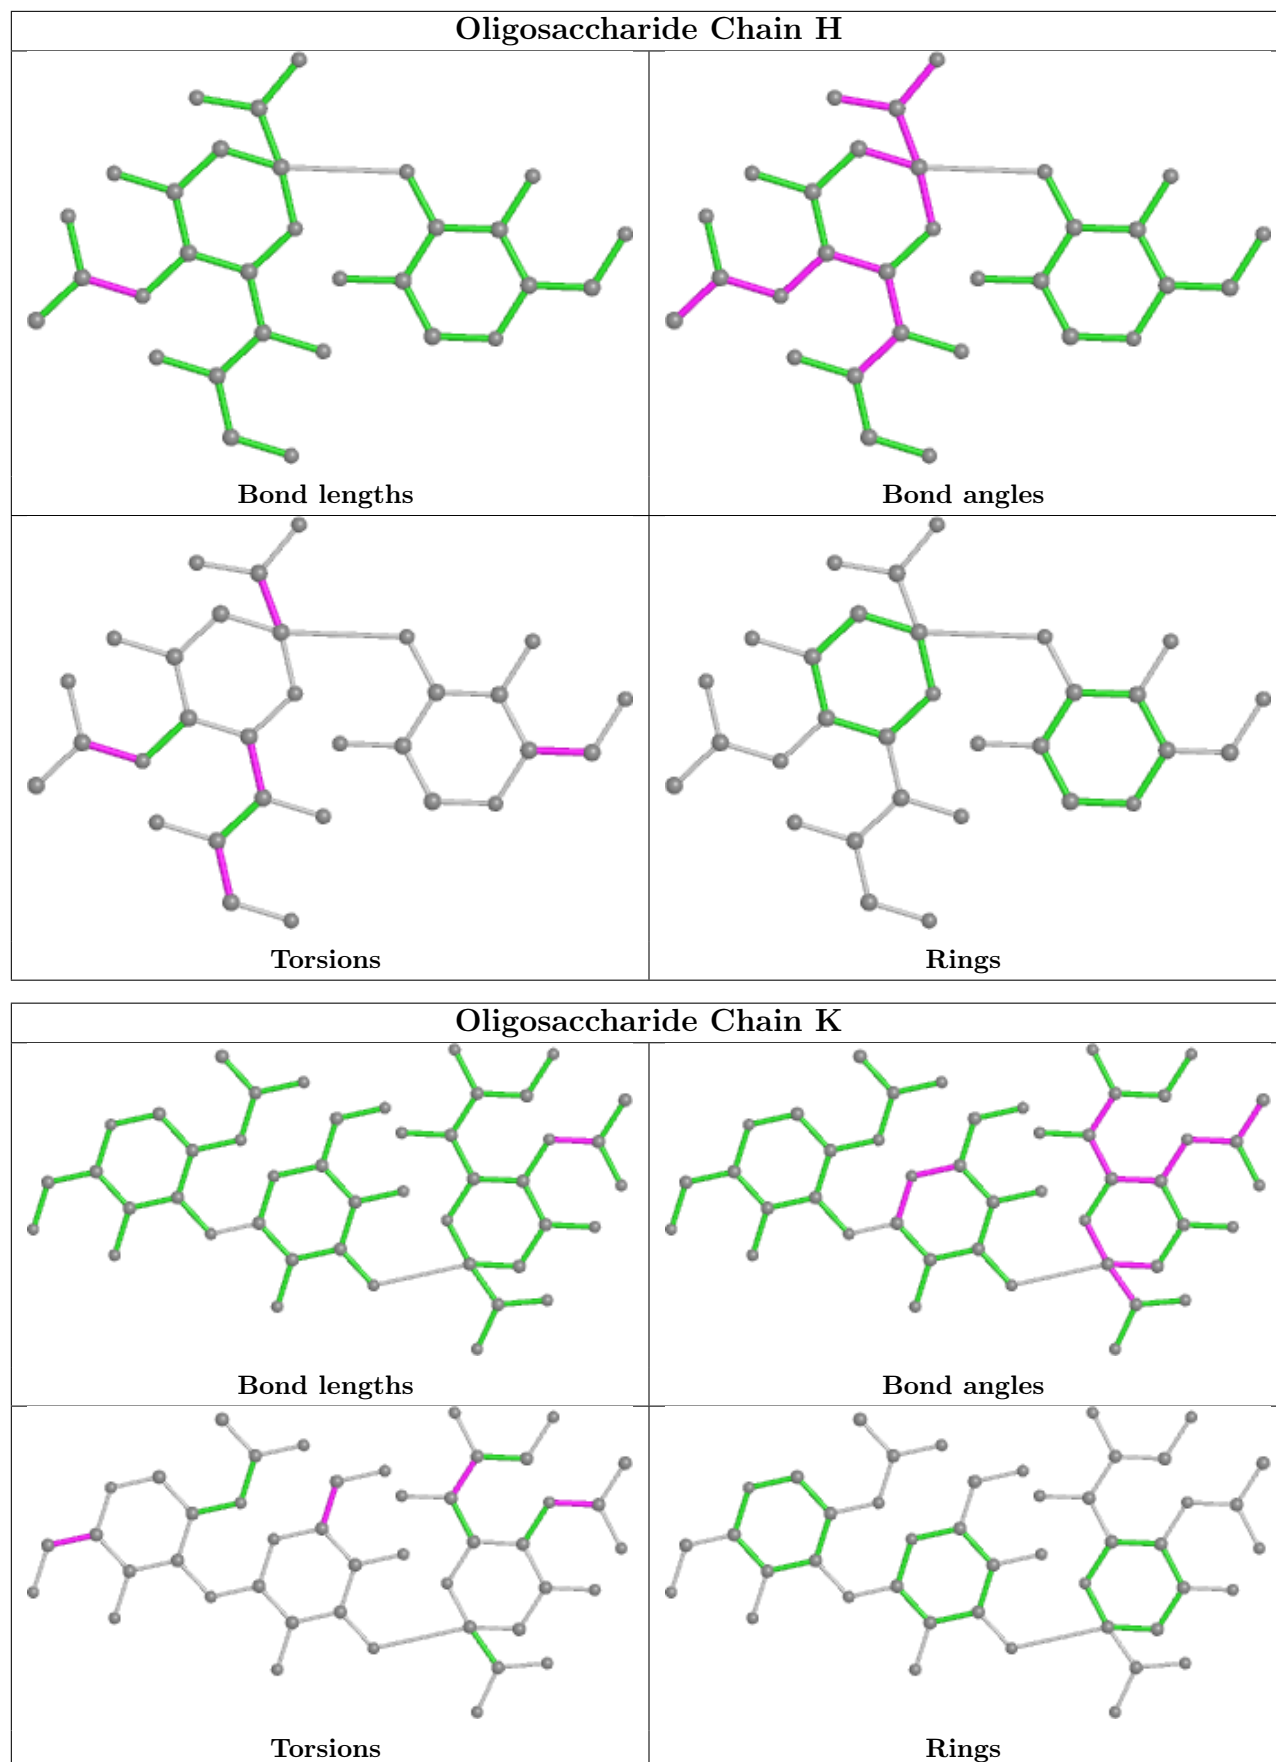 Oligosaccharide Chain H
Bond lengths
Bond angles
Torsions
Rings
Oligosaccharide Chain K
Bond lengths
Bond angles
Torsions
Rings